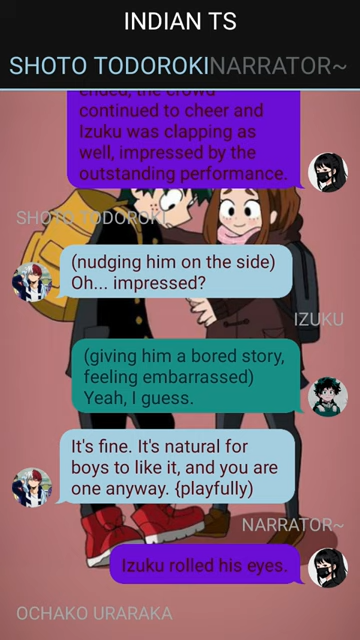 INDIAN TS
SHOTO TODOROKI NARRATOR~
ended, the crowd
continued to cheer and
Izuku was clapping as
well, impressed by the
outstanding performance.
SHOTO TODOROKI
(nudging him on the side)
Oh... impressed?
IZUKU
(giving him a bored story,
feeling embarrassed)
Yeah, I guess.
It's fine. It's natural for
boys to like it, and you are
one anyway. {playfully)
NARRATOR~
Izuku rolled his eyes.
OCHAKO URARAKA